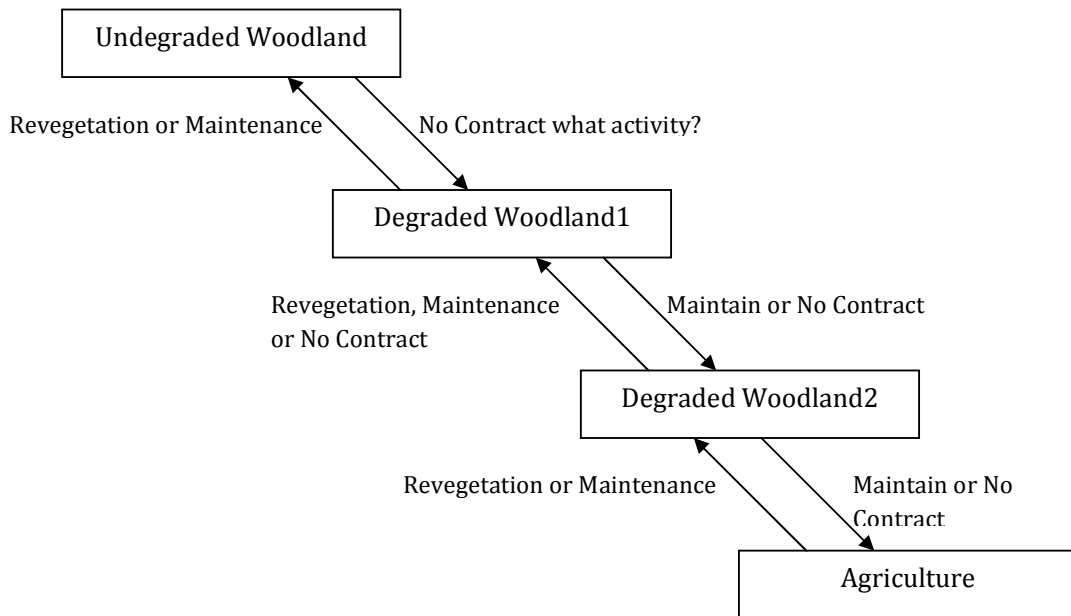 Undegraded Woodland
Revegetation or Maintenance
No Contract what activity?
Degraded Woodland1
Revegetation, Maintenance
or No Contract
Maintain or No Contract
Degraded Woodland2
Revegetation or Maintenance
Maintain or No
Contract
Agriculture